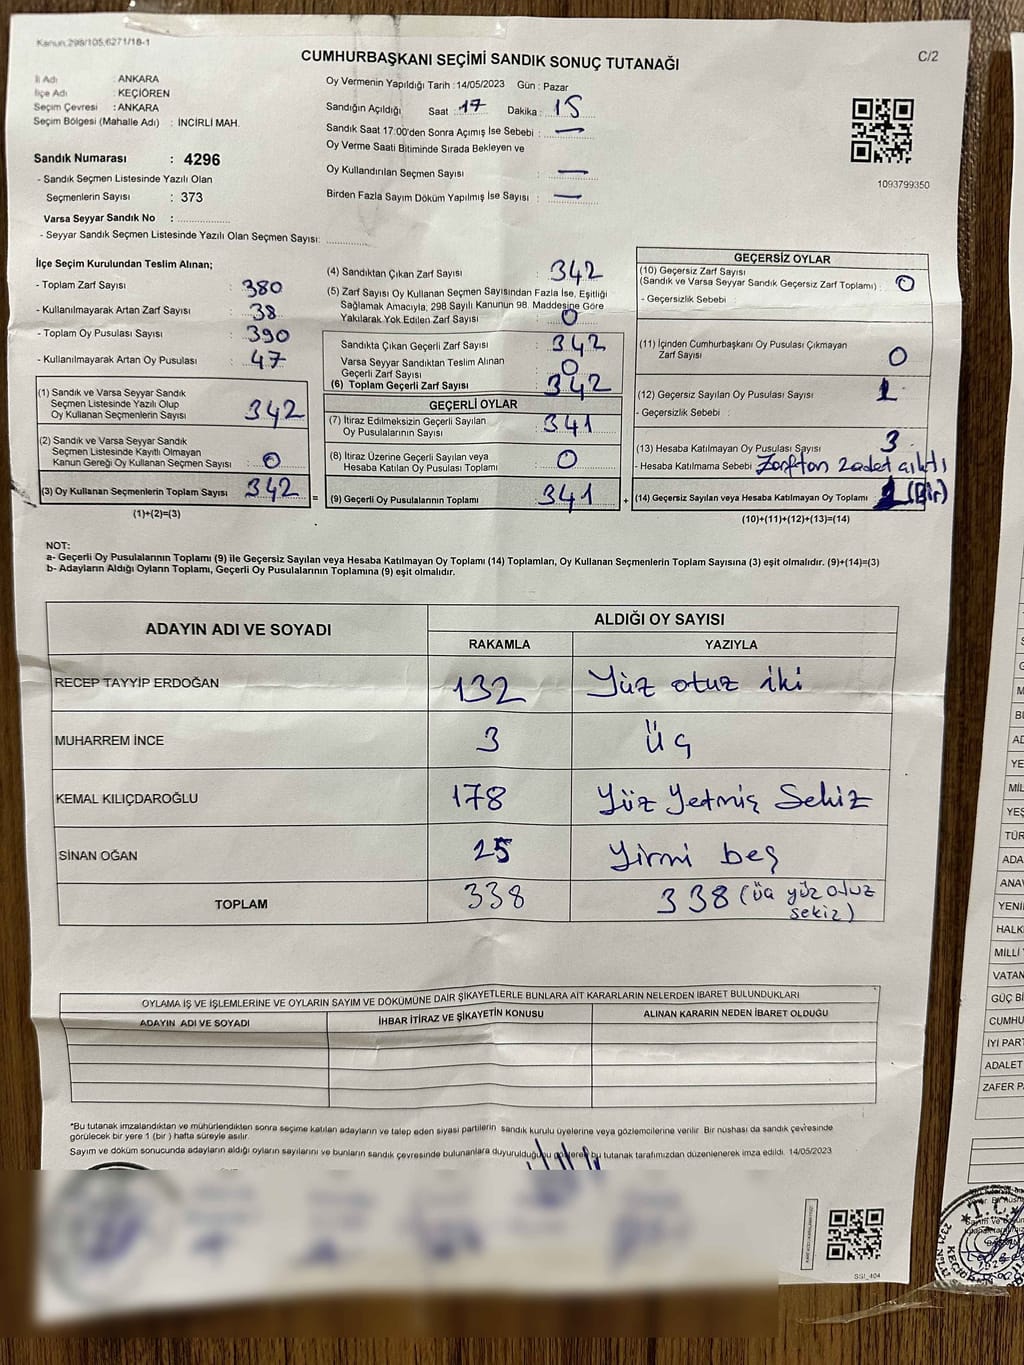 Kanun,298/105,6271/18-1
C/2
CUMHURBAŞKANI SEÇİMİ SANDIK SONUÇ TUTANAĞI
İl Adı : ANKARA
İlçe Adı : KEÇİÖREN
Seçim Çevresi : ANKARA
Seçim Bölgesi (Mahalle Adı) : İNCİRLİ MAH.
Sandık Numarası : 4296
- Sandık Seçmen Listesinde Yazılı Olan
Seçmenlerin Sayısı : 373
Varsa Seyyar Sandık No :
- Seyyar Sandık Seçmen Listesinde Yazılı Olan Seçmen Sayısı:
Oy Vermenin Yapıldığı Tarih : 14/05/2023 Gün : Pazar
Sandığın Açıldığı Saat : 17 Dakika : 15
Sandık Saat 17:00'den Sonra Açımış İse Sebebi : —
Oy Verme Saati Bitiminde Sırada Bekleyen ve
Oy Kullandırılan Seçmen Sayısı : —
Birden Fazla Sayım Döküm Yapılmış İse Sayısı : —
1093799350
İlçe Seçim Kurulundan Teslim Alınan;
- Toplam Zarf Sayısı : 380
- Kullanılmayarak Artan Zarf Sayısı : 38
- Toplam Oy Pusulası Sayısı : 390
- Kullanılmayarak Artan Oy Pusulası : 47
(1) Sandık ve Varsa Seyyar Sandık
Seçmen Listesinde Yazılı Olup
Oy Kullanan Seçmenlerin Sayısı : 342
(2) Sandık ve Varsa Seyyar Sandık
Seçmen Listesinde Kayıtlı Olmayan
Kanun Gereği Oy Kullanan Seçmen Sayısı : 0
(3) Oy Kullanan Seçmenlerin Toplam Sayısı : 342
(1)+(2)=(3)
(4) Sandıktan Çıkan Zarf Sayısı : 342
(5) Zarf Sayısı Oy Kullanan Seçmen Sayısından Fazla İse, Eşitliği
Sağlamak Amacıyla, 298 Sayılı Kanunun 98. Maddesine Göre
Yakılarak Yok Edilen Zarf Sayısı : 0
Sandıkta Çıkan Geçerli Zarf Sayısı : 342
Varsa Seyyar Sandıktan Teslim Alınan
Geçerli Zarf Sayısı : 0
(6) Toplam Geçerli Zarf Sayısı : 342
GEÇERLİ OYLAR
(7) İtiraz Edilmeksizin Geçerli Sayılan
Oy Pusulalarının Sayısı : 341
(8) İtiraz Üzerine Geçerli Sayılan veya
Hesaba Katılan Oy Pusulası Toplamı : 0
= (9) Geçerli Oy Pusulalarının Toplamı : 341 +
GEÇERSİZ OYLAR
(10) Geçersiz Zarf Sayısı
(Sandık ve Varsa Seyyar Sandık Geçersiz Zarf Toplamı) : 0
- Geçersizlik Sebebi :
(11) İçinden Cumhurbaşkanı Oy Pusulası Çıkmayan
Zarf Sayısı : 0
(12) Geçersiz Sayılan Oy Pusulası Sayısı : 1
- Geçersizlik Sebebi :
(13) Hesaba Katılmayan Oy Pusulası Sayısı : 3
- Hesaba Katılmama Sebebi : Zarftan 2 adet çıktı
(14) Geçersiz Sayılan veya Hesaba Katılmayan Oy Toplamı : 1 (Bir)
(10)+(11)+(12)+(13)=(14)
NOT:
a- Geçerli Oy Pusulalarının Toplamı (9) ile Geçersiz Sayılan veya Hesaba Katılmayan Oy Toplamı (14) Toplamları, Oy Kullanan Seçmenlerin Toplam Sayısına (3) eşit olmalıdır. (9)+(14)=(3)
b- Adayların Aldığı Oyların Toplamı, Geçerli Oy Pusulalarının Toplamına (9) eşit olmalıdır.
ADAYIN ADI VE SOYADI
ALDIĞI OY SAYISI
RAKAMLA YAZIYLA
RECEP TAYYİP ERDOĞAN 132 Yüz otuz iki
MUHARREM İNCE 3 Üç
KEMAL KILIÇDAROĞLU 178 Yüz Yetmiş Sekiz
SİNAN OĞAN 25 Yirmi beş
TOPLAM 338 338 (üç yüz otuz
sekiz)
OYLAMA İŞ VE İŞLEMLERİNE VE OYLARIN SAYIM VE DÖKÜMÜNE DAİR ŞİKAYETLERLE BUNLARA AİT KARARLARIN NELERDEN İBARET BULUNDUKLARI
ADAYIN ADI VE SOYADI İHBAR İTİRAZ VE ŞİKAYETİN KONUSU ALINAN KARARIN NEDEN İBARET OLDUĞU
*Bu tutanak imzalandıktan ve mühürlendikten sonra seçime katılan adayların ve talep eden siyasi partilerin sandık kurulu üyelerine veya gözlemcilerine verilir. Bir nüshası da sandık çevresinde
görülecek bir yere 1 (bir ) hafta süreyle asılır.
Sayım ve döküm sonucunda adayların aldığı oyların sayılarını ve bunların sandık çevresinde bulunanlara duyurulduğunu gösteren bu tutanak tarafımızdan düzenlenerek imza edildi. 14/05/2023